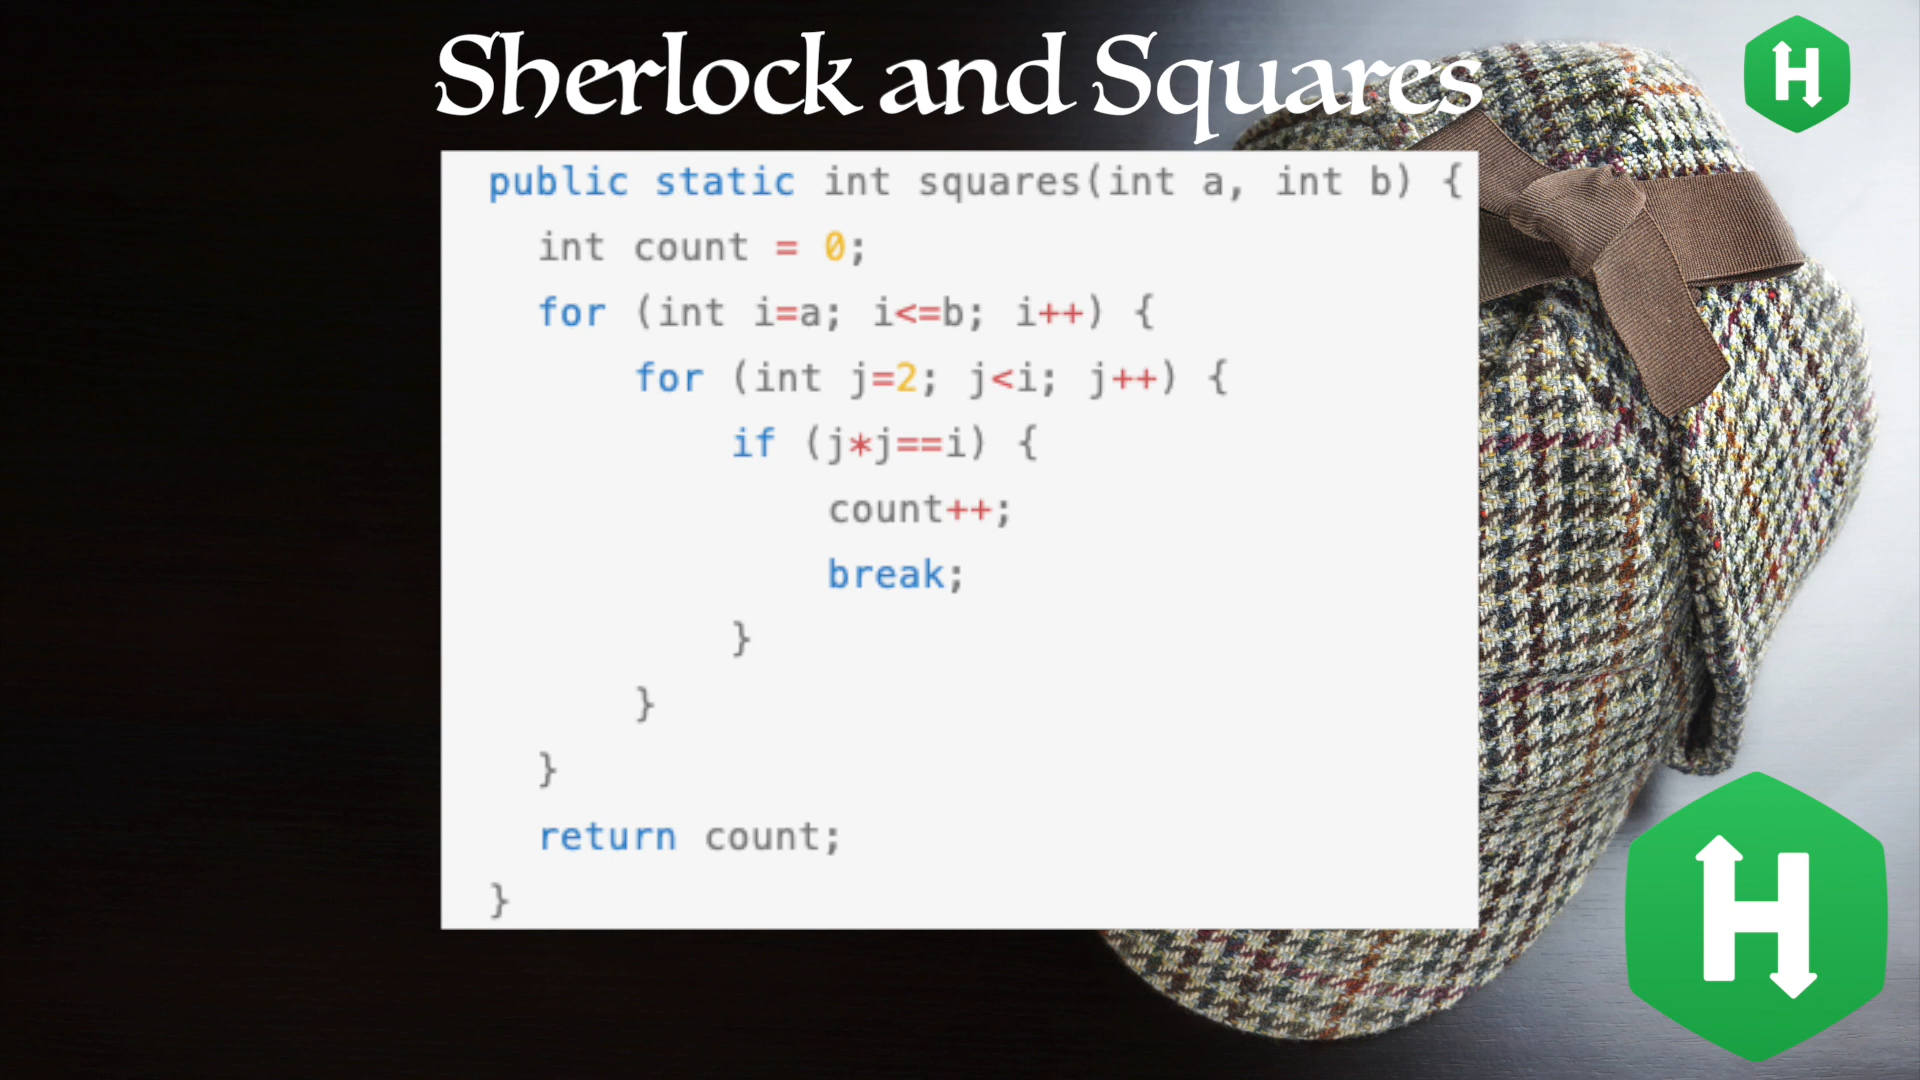 Sherlock and Squares
H
public static int squares(int a, int b) {
int count = 0;
for (int i=a; i<=b; i++) {
for (int j=2; j<i; j++) {
if (j*j==i) {
count++;
break;
}
}
}
return count;
}
H